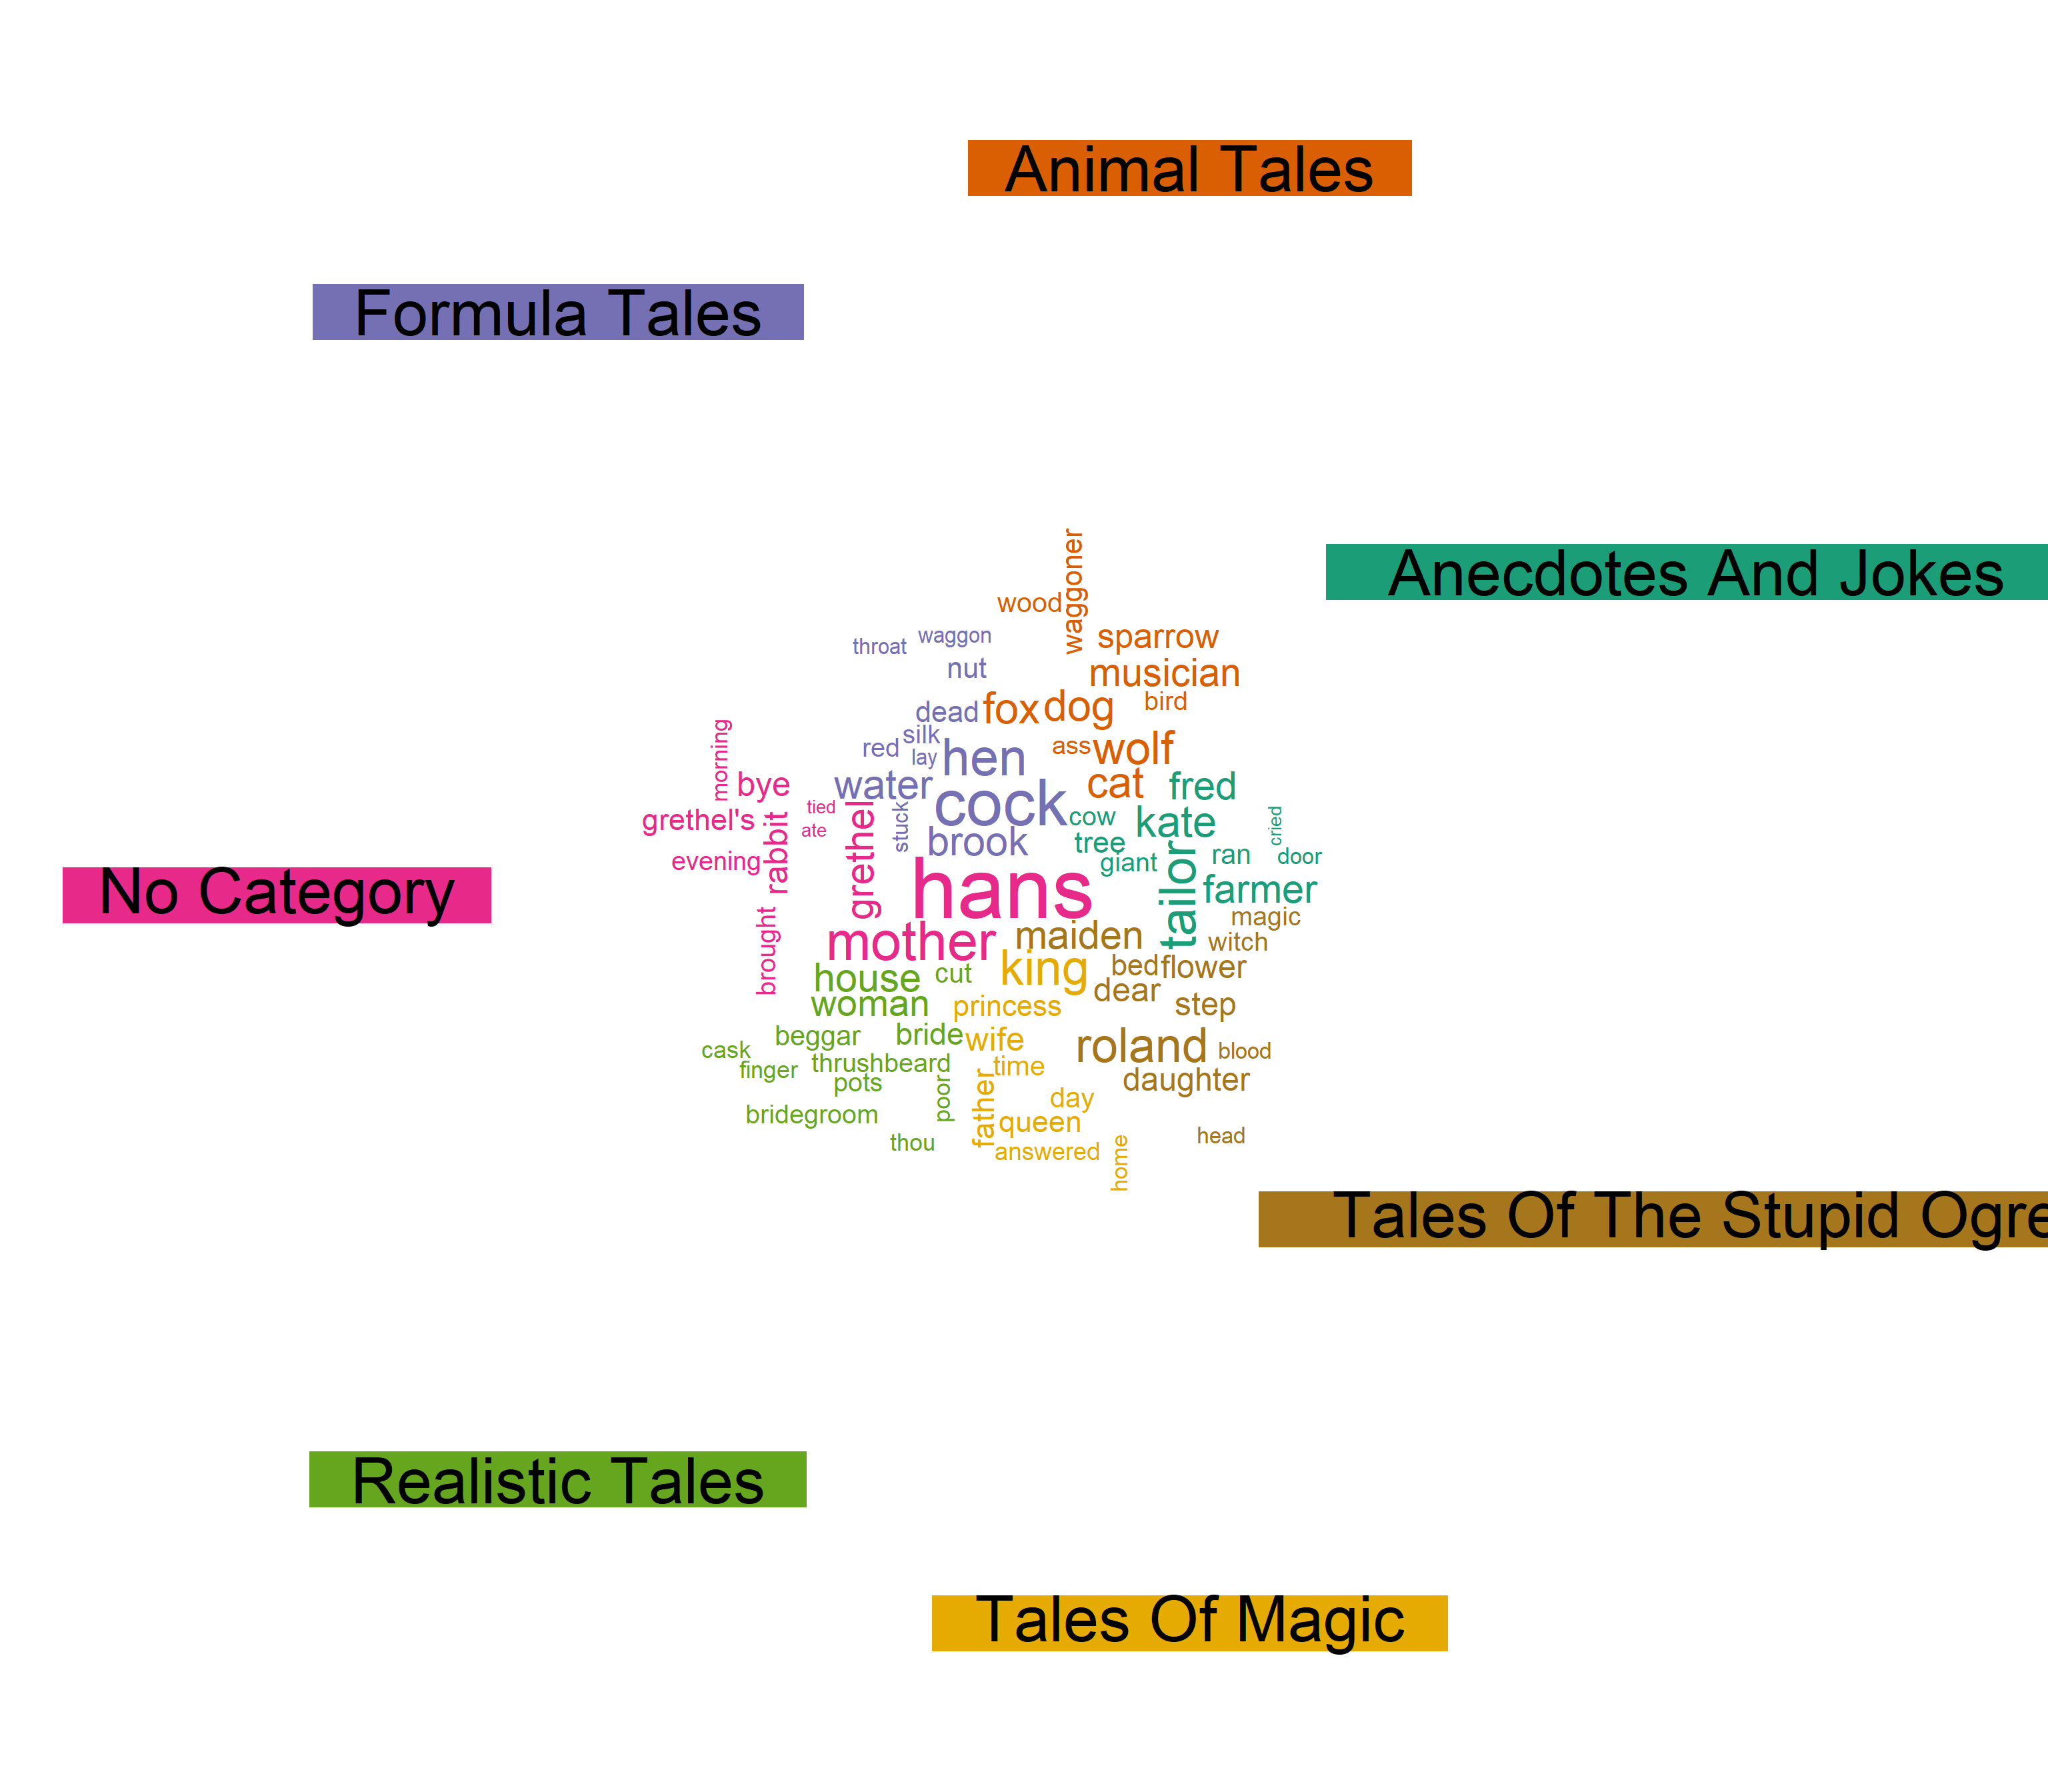 Animal Tales
Formula Tales
Anecdotes And Jokes
waggoner
wood
throat
waggon
sparrow
nut
musician
dead
fox
dog
bird
morning
red
silk
lay
hen
ass
wolf
bye
water
cat
fred
tied
grethel's
ate
rabbit
grethel
stuck
cock
cow
kate
cried
brook
tree
evening
giant
ran
door
tailor
No Category
hans
farmer
brought
mother
maiden
magic
witch
house
cut
king
bed
flower
woman
princess
dear
step
beggar
bride
wife
roland
blood
cask
finger
thrushbeard
time
pots
poor
father
daughter
bridegroom
day
queen
thou
answered
home
head
Tales Of The Stupid Ogre
Realistic Tales
Tales Of Magic